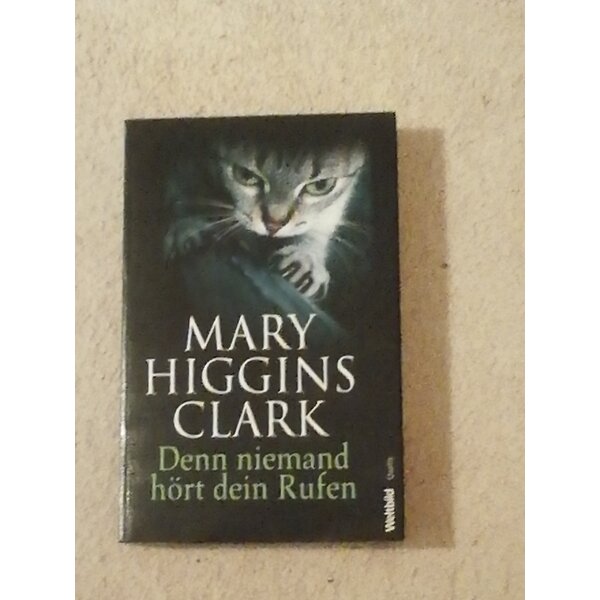 MARY
HIGGINS
CLARK
Denn niemand
hört dein Rufen
Weltbild